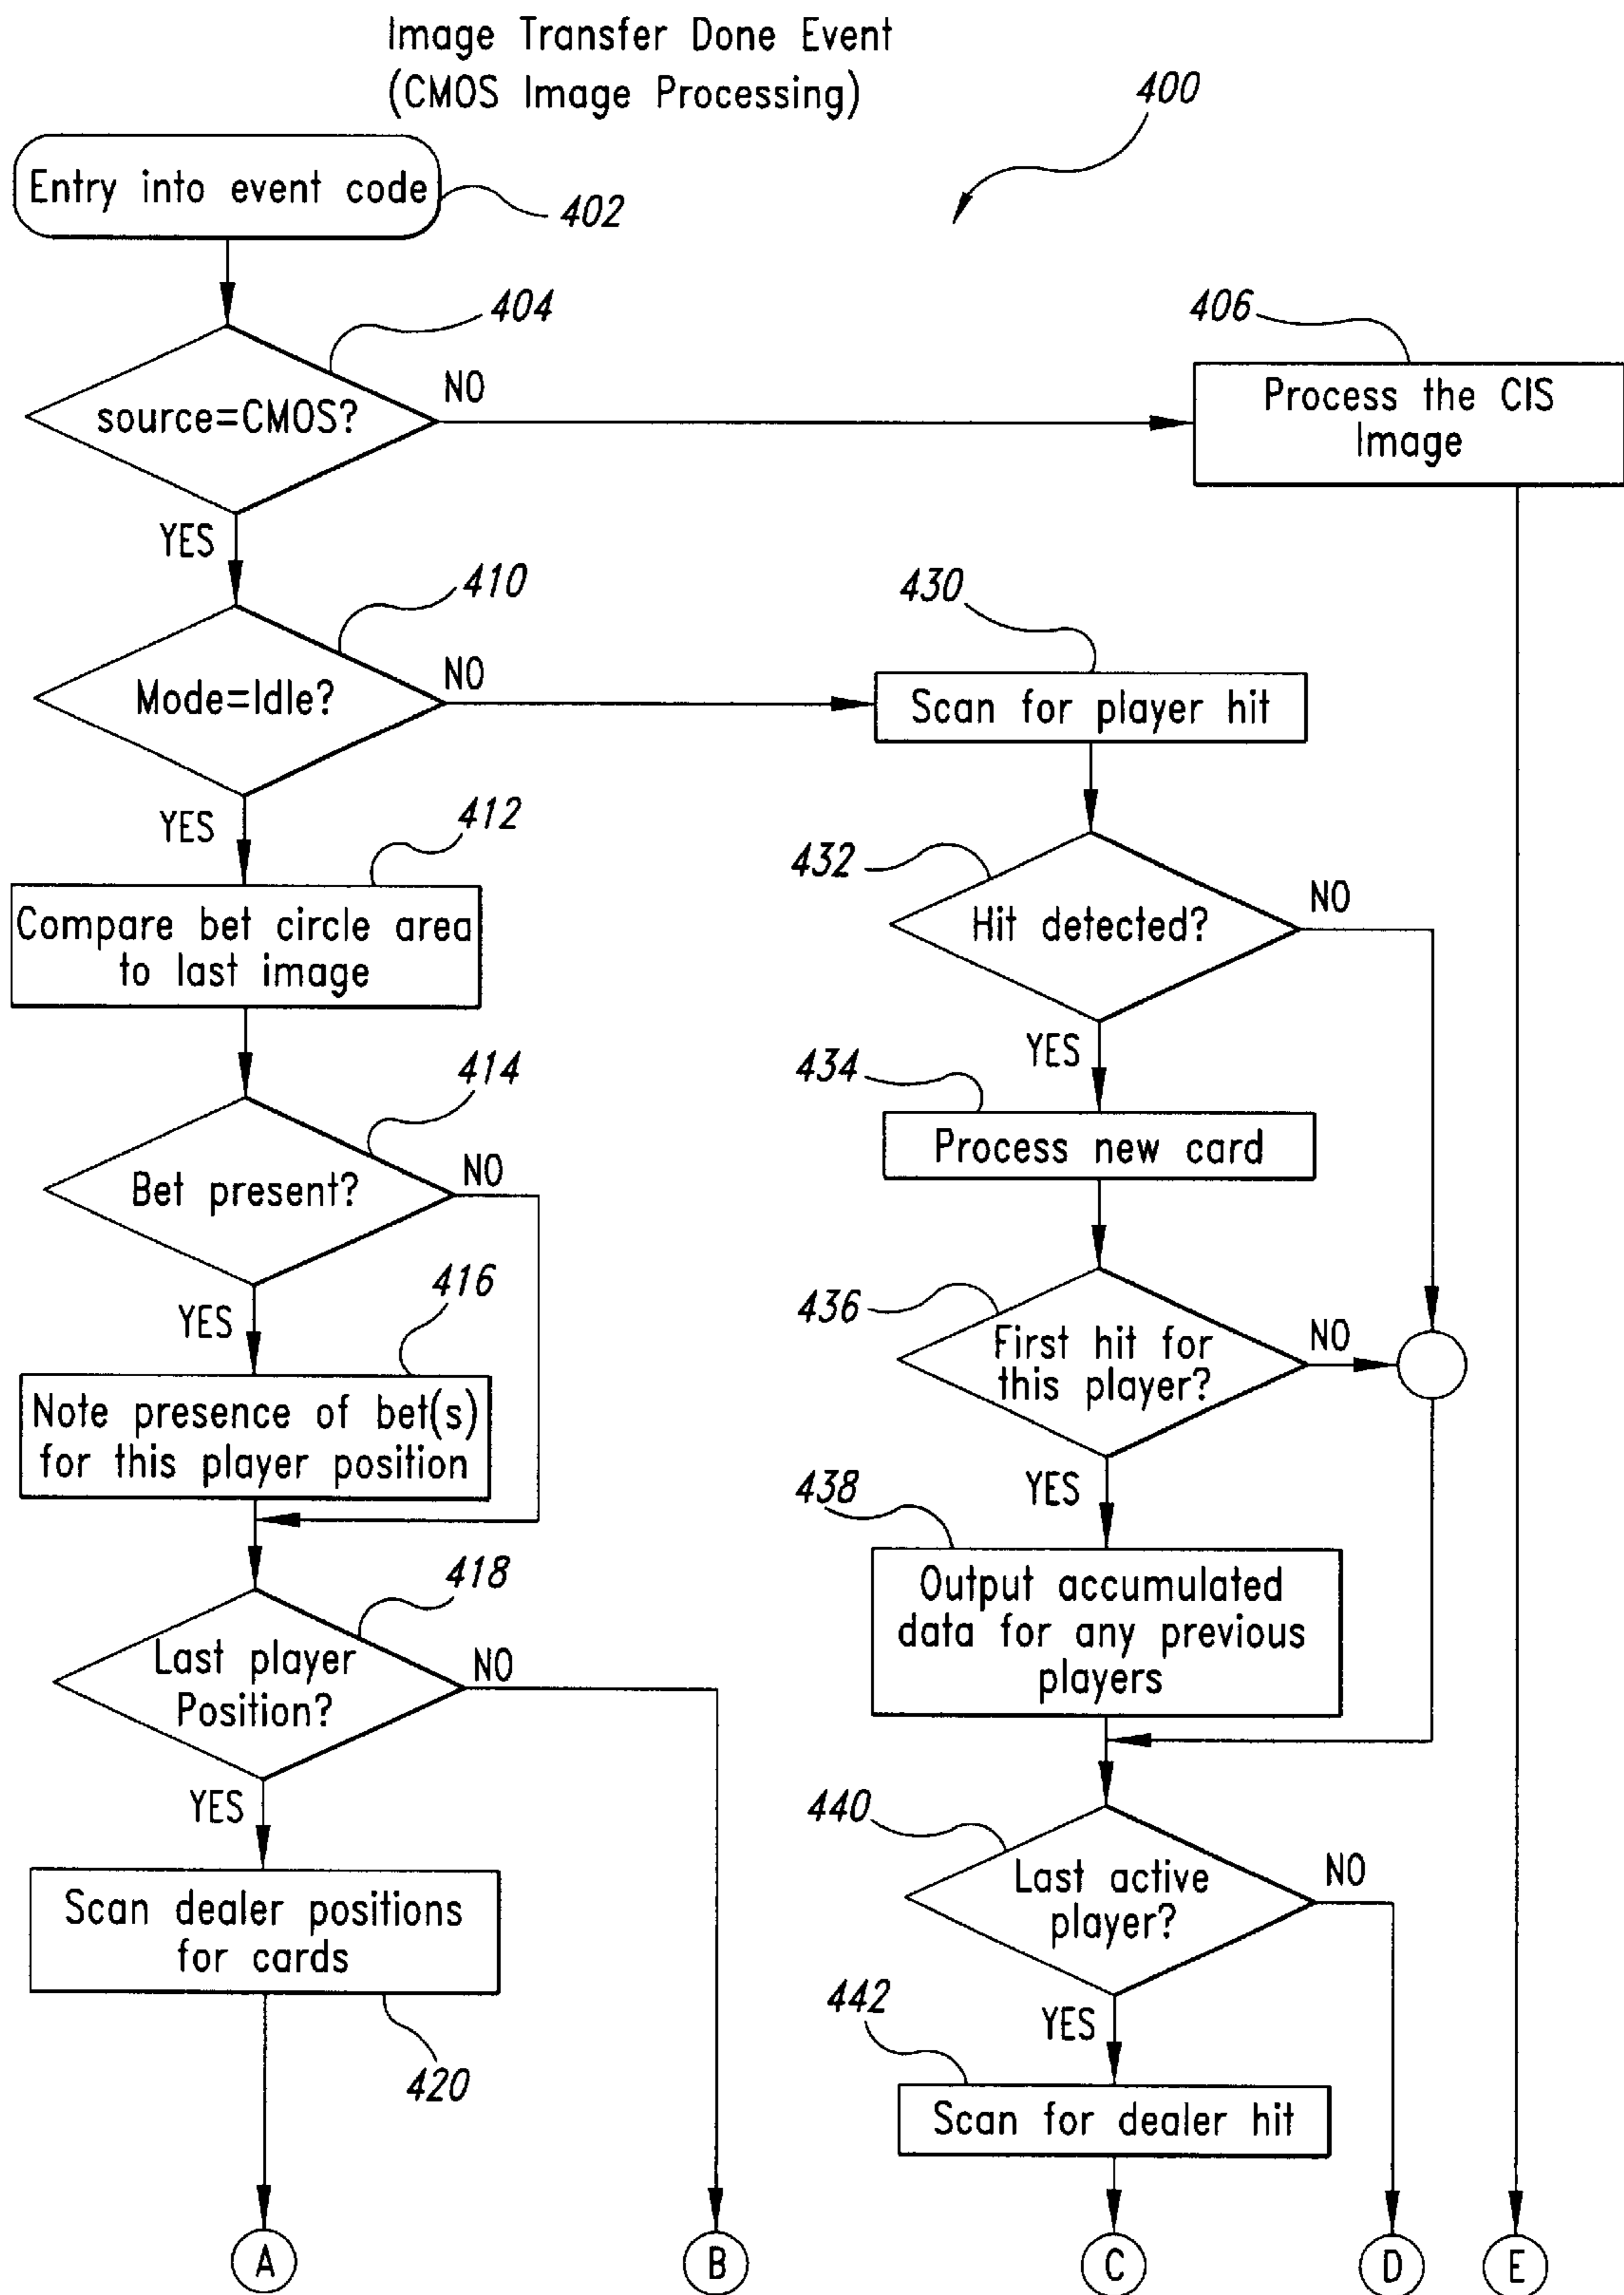 Image Transfer Done Event
(CMOS Image Processing)
400
Entry into event code
402
404
406
source=CMOS?
NO
Process the CIS
Image
YES
410
430
Mode=Idle?
NO
Scan for player hit
YES
412
432
Compare bet circle area
to last image
Hit detected?
NO
YES
414
434
Bet present?
NO
Process new card
416
436
YES
First hit for
this player?
NO
Note presence of bet(s)
for this player position
YES
438
418
Output accumulated
data for any previous
players
Last player
Position?
NO
YES
440
Last active
player?
NO
Scan dealer positions
for cards
442
YES
420
Scan for dealer hit
A
B
C
D
E